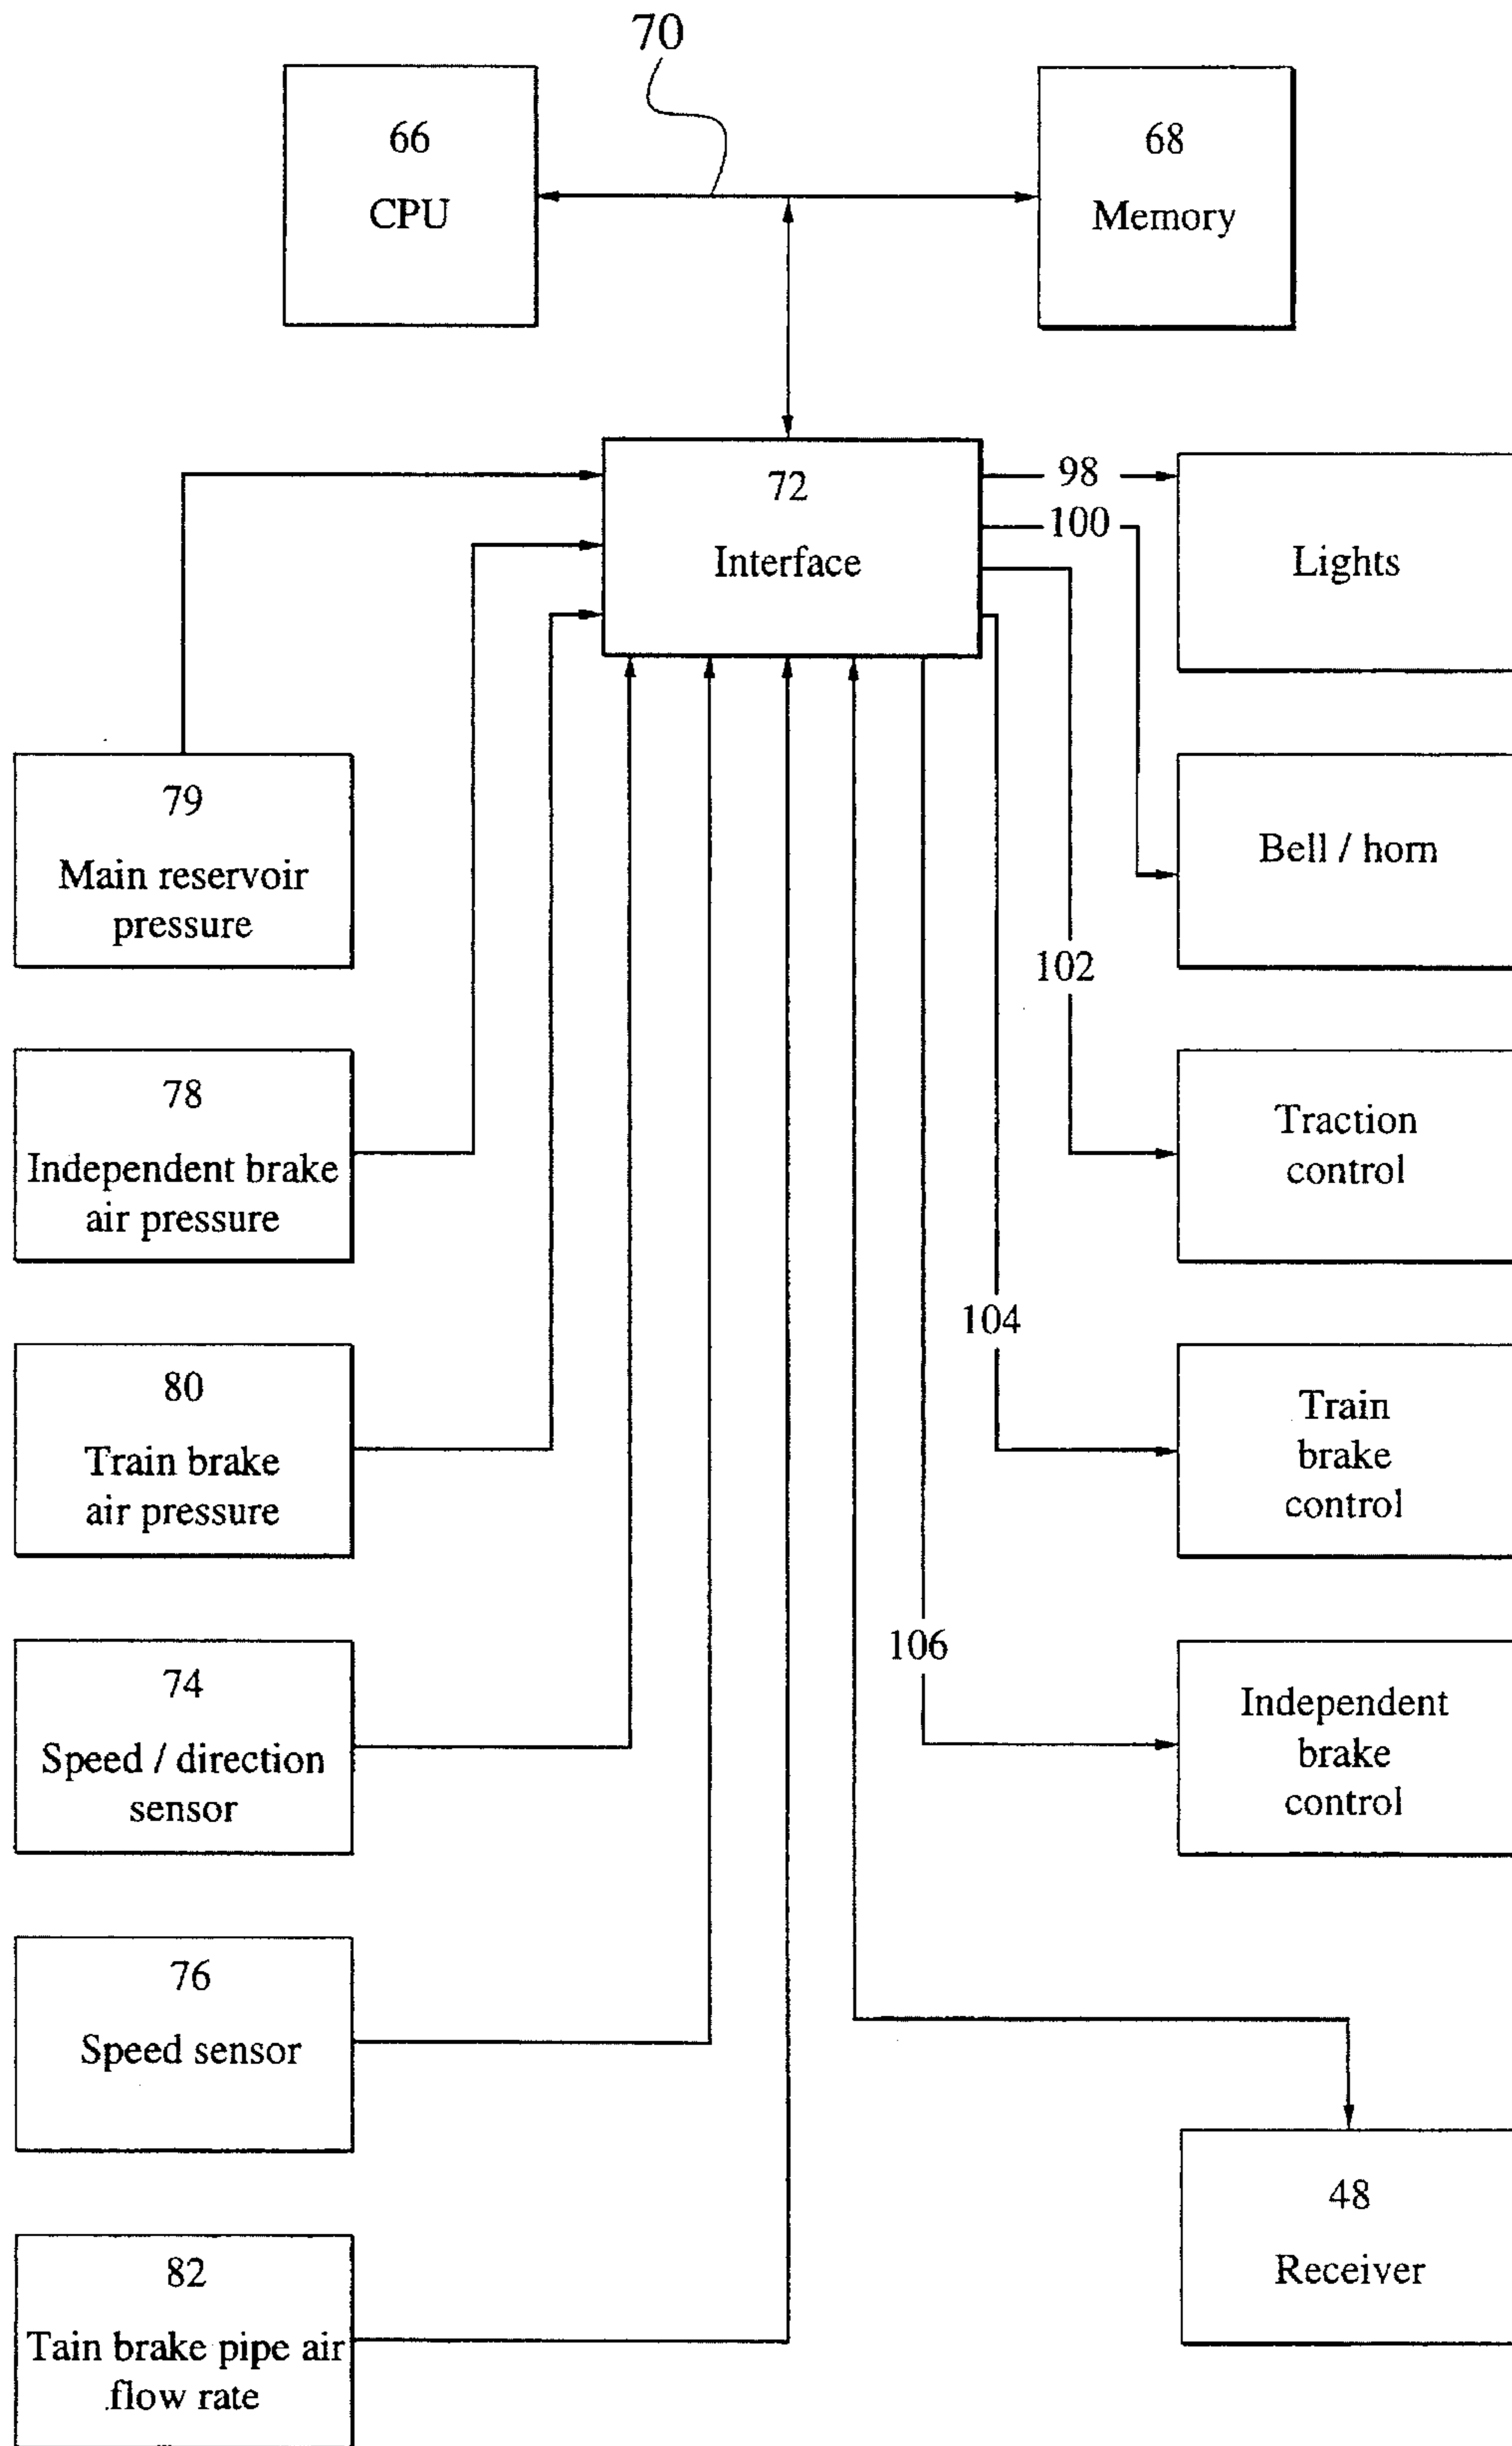 70
66
CPU
68
Memory
72
Interface
98
100
Lights
79
Main reservoir
pressure
Bell / horn
102
78
Independent brake
air pressure
Traction
control
104
80
Train brake
air pressure
Train
brake
control
106
74
Speed / direction
sensor
Independent
brake
control
76
Speed sensor
48
Receiver
82
Tain brake pipe air
flow rate